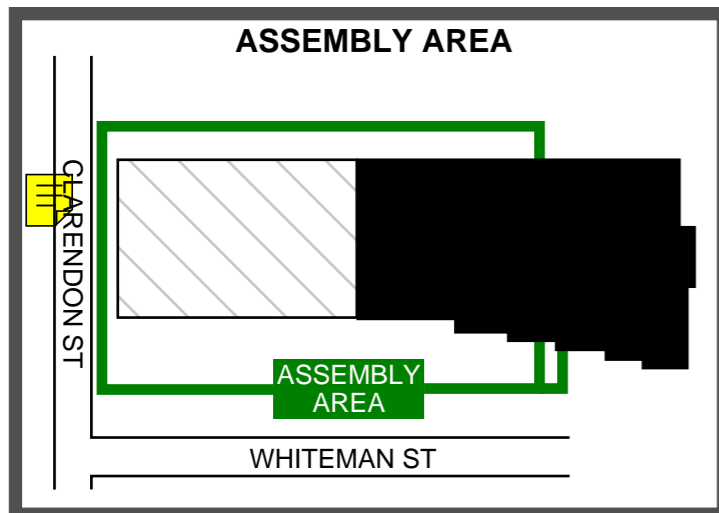 ASSEMBLY AREA
CLARENDON ST
ASSEMBLY
AREA
WHITEMAN ST